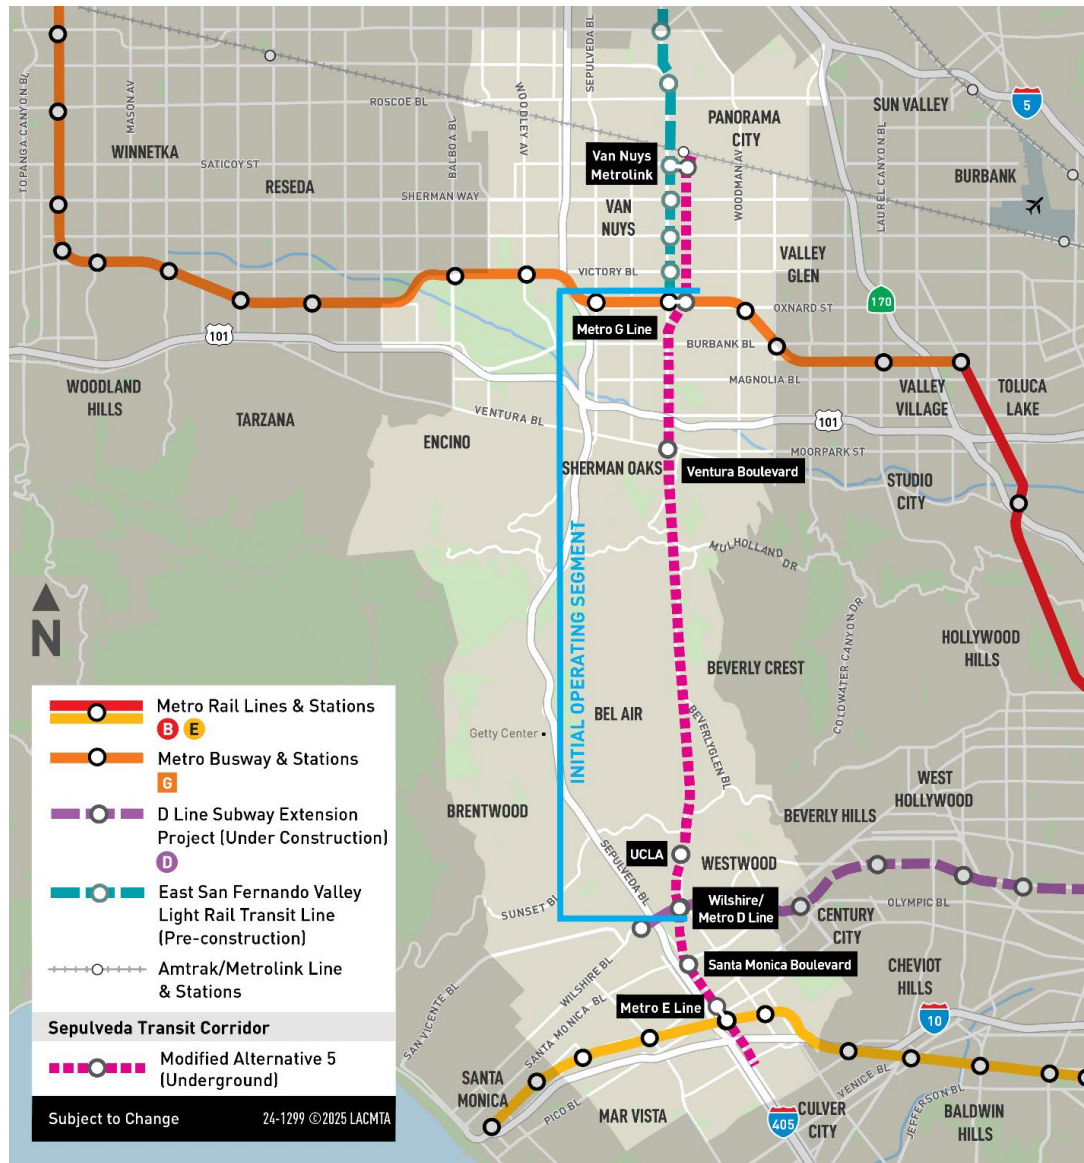 TOPANGA CANYON BL
MASON AV
WINNETKA
ROSCOE BL
SATICOY ST
RESEDA
SHERMAN WAY
BALBOA BL
WOODLEY AV
SEPULVEDA BL
PANORAMA
CITY
Van Nuys
Metrolink
WOODMAN AV
VAN
NUYS
VICTORY BL
LAUREL CANYON BL
SUN VALLEY
5
BURBANK
VALLEY
GLEN
OXNARD ST
170
Metro G Line
BURBANK BL
MAGNOLIA BL
101
WOODLAND
HILLS
TARZANA
VENTURA BL
ENCINO
SHERMAN OAKS
Ventura Boulevard
101
MOORPARK ST
VALLEY
VILLAGE
TOLUCA
LAKE
STUDIO
CITY
MULHOLLAND DR
COLDWATER CANYON DR
HOLLYWOOD
HILLS
INITIAL OPERATING SEGMENT
BEVERLY CREST
BEL AIR
BEVERLYGLEN BL
Getty Center
BRENTWOOD
N
WEST
HOLLYWOOD
BEVERLY HILLS
UCLA
WESTWOOD
SEPULVEDA BL
SUNSET BL
Wilshire/
Metro D Line
CENTURY
CITY
OLYMPIC BL
Santa Monica Boulevard
CHEVIOT
HILLS
WILSHIRE BL
SAN VICENTE BL
SANTA MONICA BL
Metro E Line
10
SANTA
MONICA
PICO BL
MAR VISTA
VENICE BL
JEFFERSON BL
405
CULVER
CITY
BALDWIN
HILLS
Metro Rail Lines & Stations
B E
Metro Busway & Stations
G
D Line Subway Extension
Project (Under Construction)
D
East San Fernando Valley
Light Rail Transit Line
(Pre-construction)
Amtrak/Metrolink Line
& Stations
Sepulveda Transit Corridor
Modified Alternative 5
(Underground)
Subject to Change
24-1299 ©2025 LACMTA